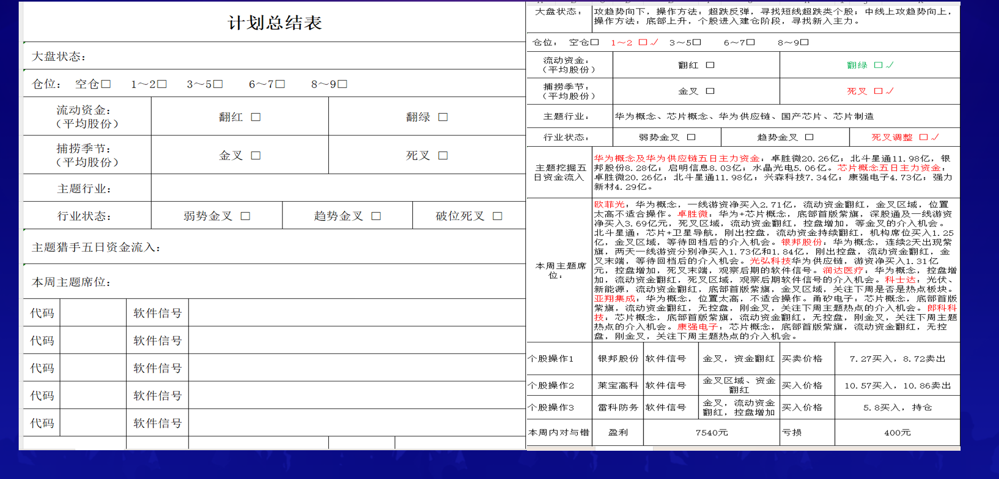 计划总结表
大盘状态：
仓位： 空仓□ 1～2□ 3～5□ 6～7□ 8～9□
流动资金：
（平均股份）
翻红 □
翻绿 □
捕捞季节：
（平均股份）
金叉 □
死叉 □
主题行业：
行业状态： 弱势金叉 □ 趋势金叉 □ 破位死叉 □
主题猎手五日资金流入：
本周主题席位：
代码 软件信号
代码 软件信号
代码 软件信号
代码 软件信号
代码 软件信号
大盘状态：
攻趋势向下，操作方法：超跌反弹，寻找短线超跌类个股；中线上攻趋势向上，
操作方法：底部上升，个股进入建仓阶段，寻找新入主力。
仓位： 空仓□ 1～2 □√ 3～5□ 6～7□ 8～9□
流动资金：
（平均股份）
翻红 □
翻绿 □√
捕捞季节：
（平均股份）
金叉 □
死叉 □√
主题行业： 华为概念、芯片概念、华为供应链、国产芯片、芯片制造
行业状态： 弱势金叉 □ 趋势金叉 □ 死叉调整 □√
主题挖掘五
日资金流入
华为概念及华为供应链五日主力资金：卓胜微20.26亿；北斗星通11.98亿，银
邦股份8.28亿；启明信息8.03亿；水晶光电5.06亿。芯片概念五日主力资金：
卓胜微20.26亿；北斗星通11.98亿；兴森科技7.34亿；康强电子4.73亿；强力
新材4.29亿。
本周主题席
位：
欧菲光：华为概念，一线游资净买入2.71亿，流动资金翻红，金叉区域，位置
太高不适合操作。卓胜微：华为+芯片概念，底部首版紫旗，深股通及一线游资
净买入3.69亿元，死叉区域，流动资金翻红，控盘增加，等金叉的介入机会。
北斗星通：芯片+卫星导航，刚出控盘，流动资金持续翻红，机构席位买入1.25
亿，金叉区域，等待回档后的介入机会。银邦股份：华为概念，连续2天出现紫
旗，两天一线游资分别净买入1.73亿和1.84亿，刚出控盘，流动资金翻红，金
叉末端，等待回档后的介入机会。光弘科技华为供应链，游资净买入1.31亿
元，控盘增加，死叉末端，观察后期的软件信号。润达医疗：华为概念，控盘增
加，流动资金翻红，死叉区域，观察后期软件信号的介入机会。科士达：光伏、
新能源，流动资金翻红，底部首版紫旗，金叉区域，关注下周是否是热点板块。
亚翔集成：华为概念，位置太高，不适合操作。甬矽电子：芯片概念，底部首版
紫旗，流动资金翻红，无控盘，刚金叉，关注下周主题热点的介入机会。郎科科
技：芯片概念，底部首版紫旗，流动资金翻红，无控盘，刚金叉，关注下周主题
热点的介入机会。康强电子：芯片概念，底部首版紫旗，流动资金翻红，无控
盘，刚金叉，关注下周主题热点的介入机会。
个股操作1 银邦股份 软件信号 金叉，资金翻红 买卖价格 7.27买入，8.72卖出
个股操作2 莱宝高科 软件信号 金叉区域、资金
翻红
买入价格 10.57买入，10.86卖出
个股操作3 雷科防务 软件信号 金叉，流动资金
翻红，控盘增加
买入价格 5.8买入，持仓
本周内对与错 盈利 7540元 亏损 400元